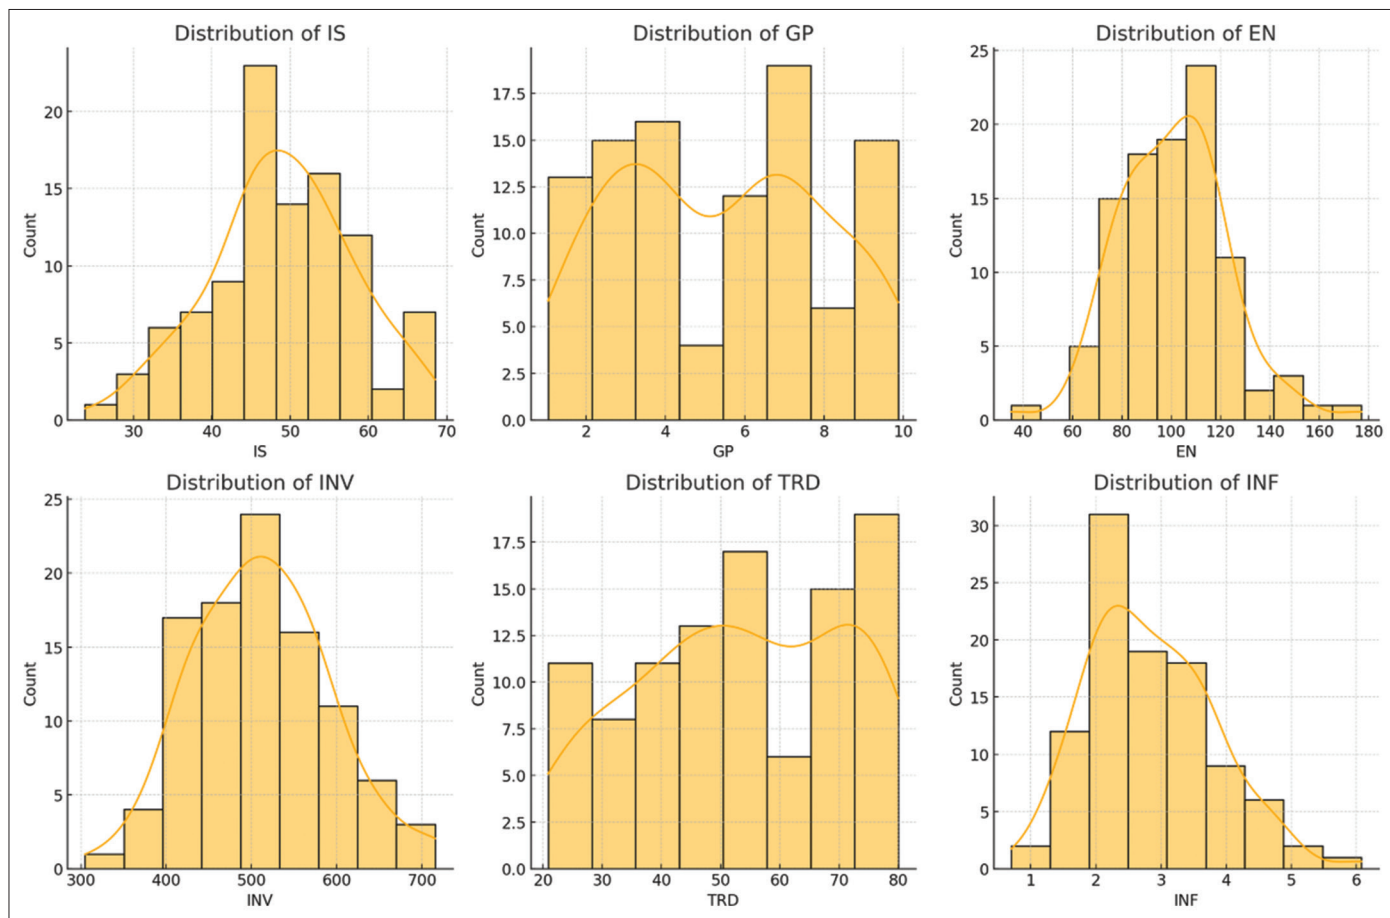 Distribution of IS
20
15
10
5
0
Count
30 40 50 60 70
IS
Distribution of GP
17.5
15.0
12.5
10.0
7.5
5.0
2.5
0.0
Count
2 4 6 8 10
GP
Distribution of EN
25
20
15
10
5
0
Count
40 60 80 100 120 140 160 180
EN
Distribution of INV
25
20
15
10
5
0
Count
300 400 500 600 700
INV
Distribution of TRD
17.5
15.0
12.5
10.0
7.5
5.0
2.5
0.0
Count
20 30 40 50 60 70 80
TRD
Distribution of INF
30
25
20
15
10
5
0
Count
1 2 3 4 5 6
INF